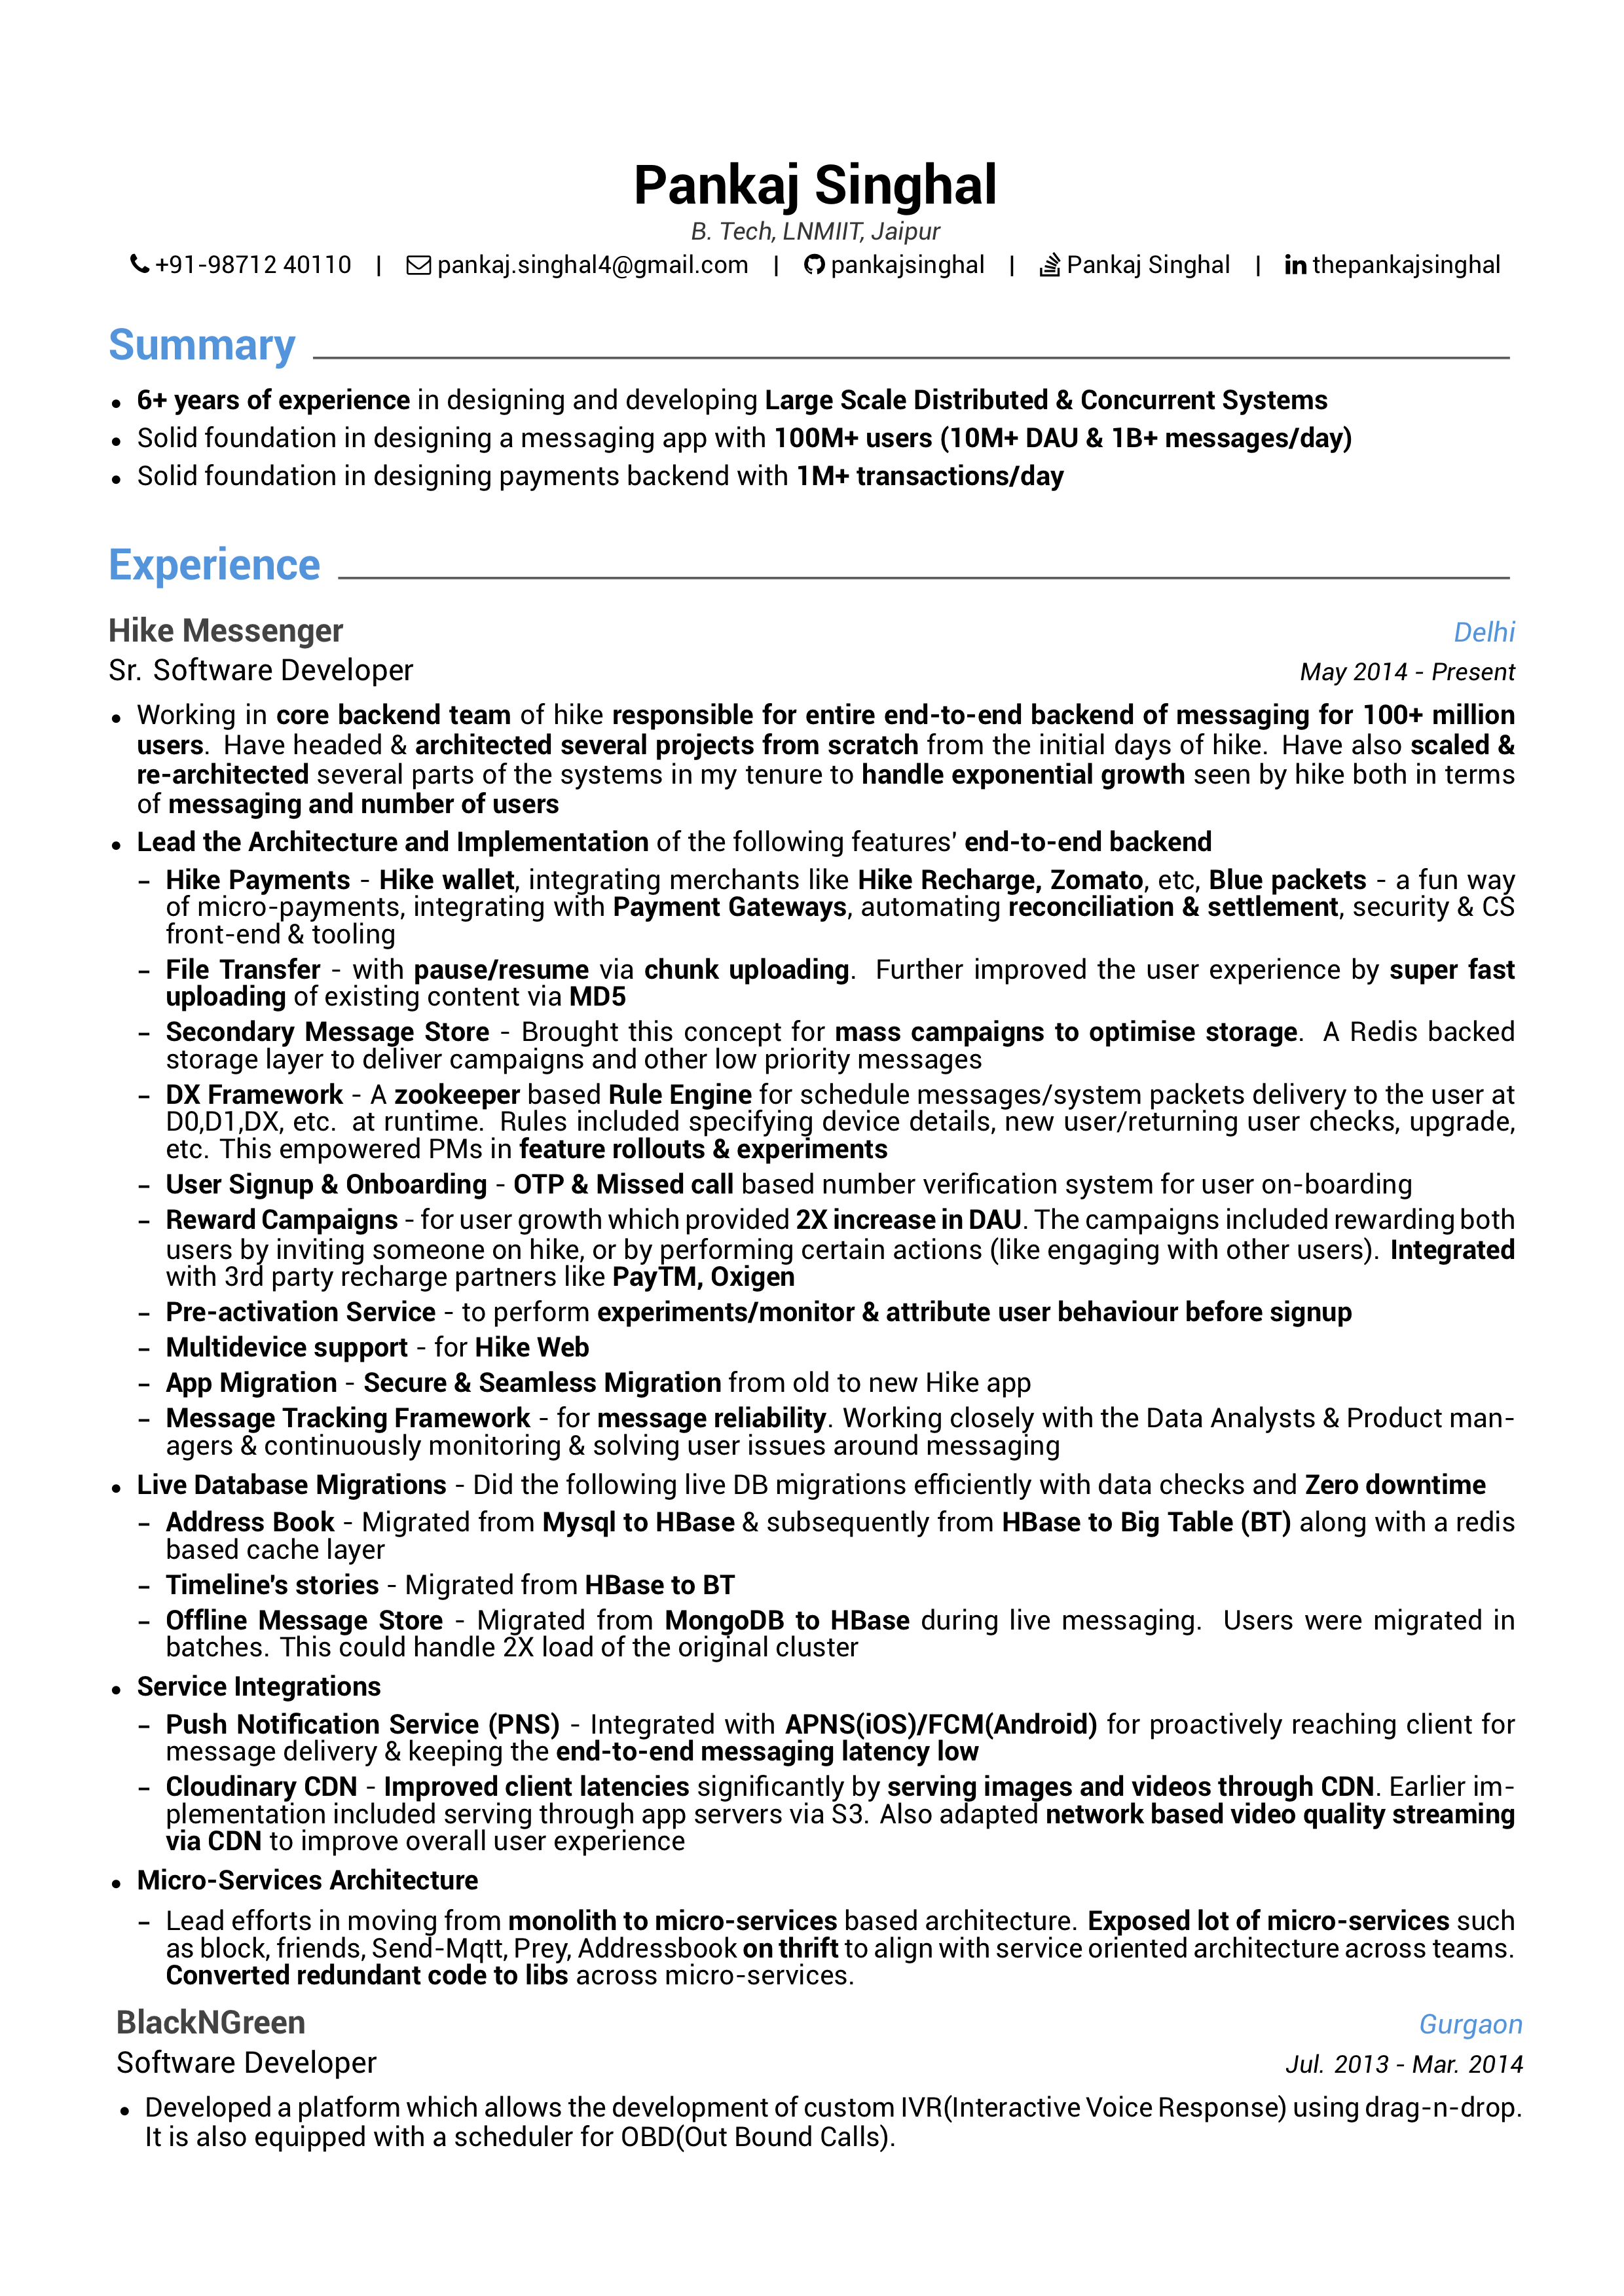 Pankaj Singhal
B. Tech, LNMIIT, Jaipur
+91-98712 40110 | pankaj.singhal4@gmail.com | pankajsinghal | Pankaj Singhal | thepankajsinghal
Summary
• 6+ years of experience in designing and developing Large Scale Distributed & Concurrent Systems
• Solid foundation in designing a messaging app with 100M+ users (10M+ DAU & 1B+ messages/day)
• Solid foundation in designing payments backend with 1M+ transactions/day
Experience
Hike Messenger Delhi
Sr. Software Developer May 2014 - Present
• Working in core backend team of hike responsible for entire end-to-end backend of messaging for 100+ million
users. Have headed & architected several projects from scratch from the initial days of hike. Have also scaled &
re-architected several parts of the systems in my tenure to handle exponential growth seen by hike both in terms
of messaging and number of users
• Lead the Architecture and Implementation of the following features' end-to-end backend
– Hike Payments - Hike wallet, integrating merchants like Hike Recharge, Zomato, etc, Blue packets - a fun way
of micro-payments, integrating with Payment Gateways, automating reconciliation & settlement, security & CS
front-end & tooling
– File Transfer - with pause/resume via chunk uploading. Further improved the user experience by super fast
uploading of existing content via MD5
– Secondary Message Store - Brought this concept for mass campaigns to optimise storage. A Redis backed
storage layer to deliver campaigns and other low priority messages
– DX Framework - A zookeeper based Rule Engine for schedule messages/system packets delivery to the user at
D0,D1,DX, etc. at runtime. Rules included specifying device details, new user/returning user checks, upgrade,
etc. This empowered PMs in feature rollouts & experiments
– User Signup & Onboarding - OTP & Missed call based number verification system for user on-boarding
– Reward Campaigns - for user growth which provided 2X increase in DAU. The campaigns included rewarding both
users by inviting someone on hike, or by performing certain actions (like engaging with other users). Integrated
with 3rd party recharge partners like PayTM, Oxigen
– Pre-activation Service - to perform experiments/monitor & attribute user behaviour before signup
– Multidevice support - for Hike Web
– App Migration - Secure & Seamless Migration from old to new Hike app
– Message Tracking Framework - for message reliability. Working closely with the Data Analysts & Product man-
agers & continuously monitoring & solving user issues around messaging
• Live Database Migrations - Did the following live DB migrations efficiently with data checks and Zero downtime
– Address Book - Migrated from Mysql to HBase & subsequently from HBase to Big Table (BT) along with a redis
based cache layer
– Timeline's stories - Migrated from HBase to BT
– Offline Message Store - Migrated from MongoDB to HBase during live messaging. Users were migrated in
batches. This could handle 2X load of the original cluster
• Service Integrations
– Push Notification Service (PNS) - Integrated with APNS(iOS)/FCM(Android) for proactively reaching client for
message delivery & keeping the end-to-end messaging latency low
– Cloudinary CDN - Improved client latencies significantly by serving images and videos through CDN. Earlier im-
plementation included serving through app servers via S3. Also adapted network based video quality streaming
via CDN to improve overall user experience
• Micro-Services Architecture
– Lead efforts in moving from monolith to micro-services based architecture. Exposed lot of micro-services such
as block, friends, Send-Mqtt, Prey, Addressbook on thrift to align with service oriented architecture across teams.
Converted redundant code to libs across micro-services.
BlackNGreen Gurgaon
Software Developer Jul. 2013 - Mar. 2014
• Developed a platform which allows the development of custom IVR(Interactive Voice Response) using drag-n-drop.
It is also equipped with a scheduler for OBD(Out Bound Calls).